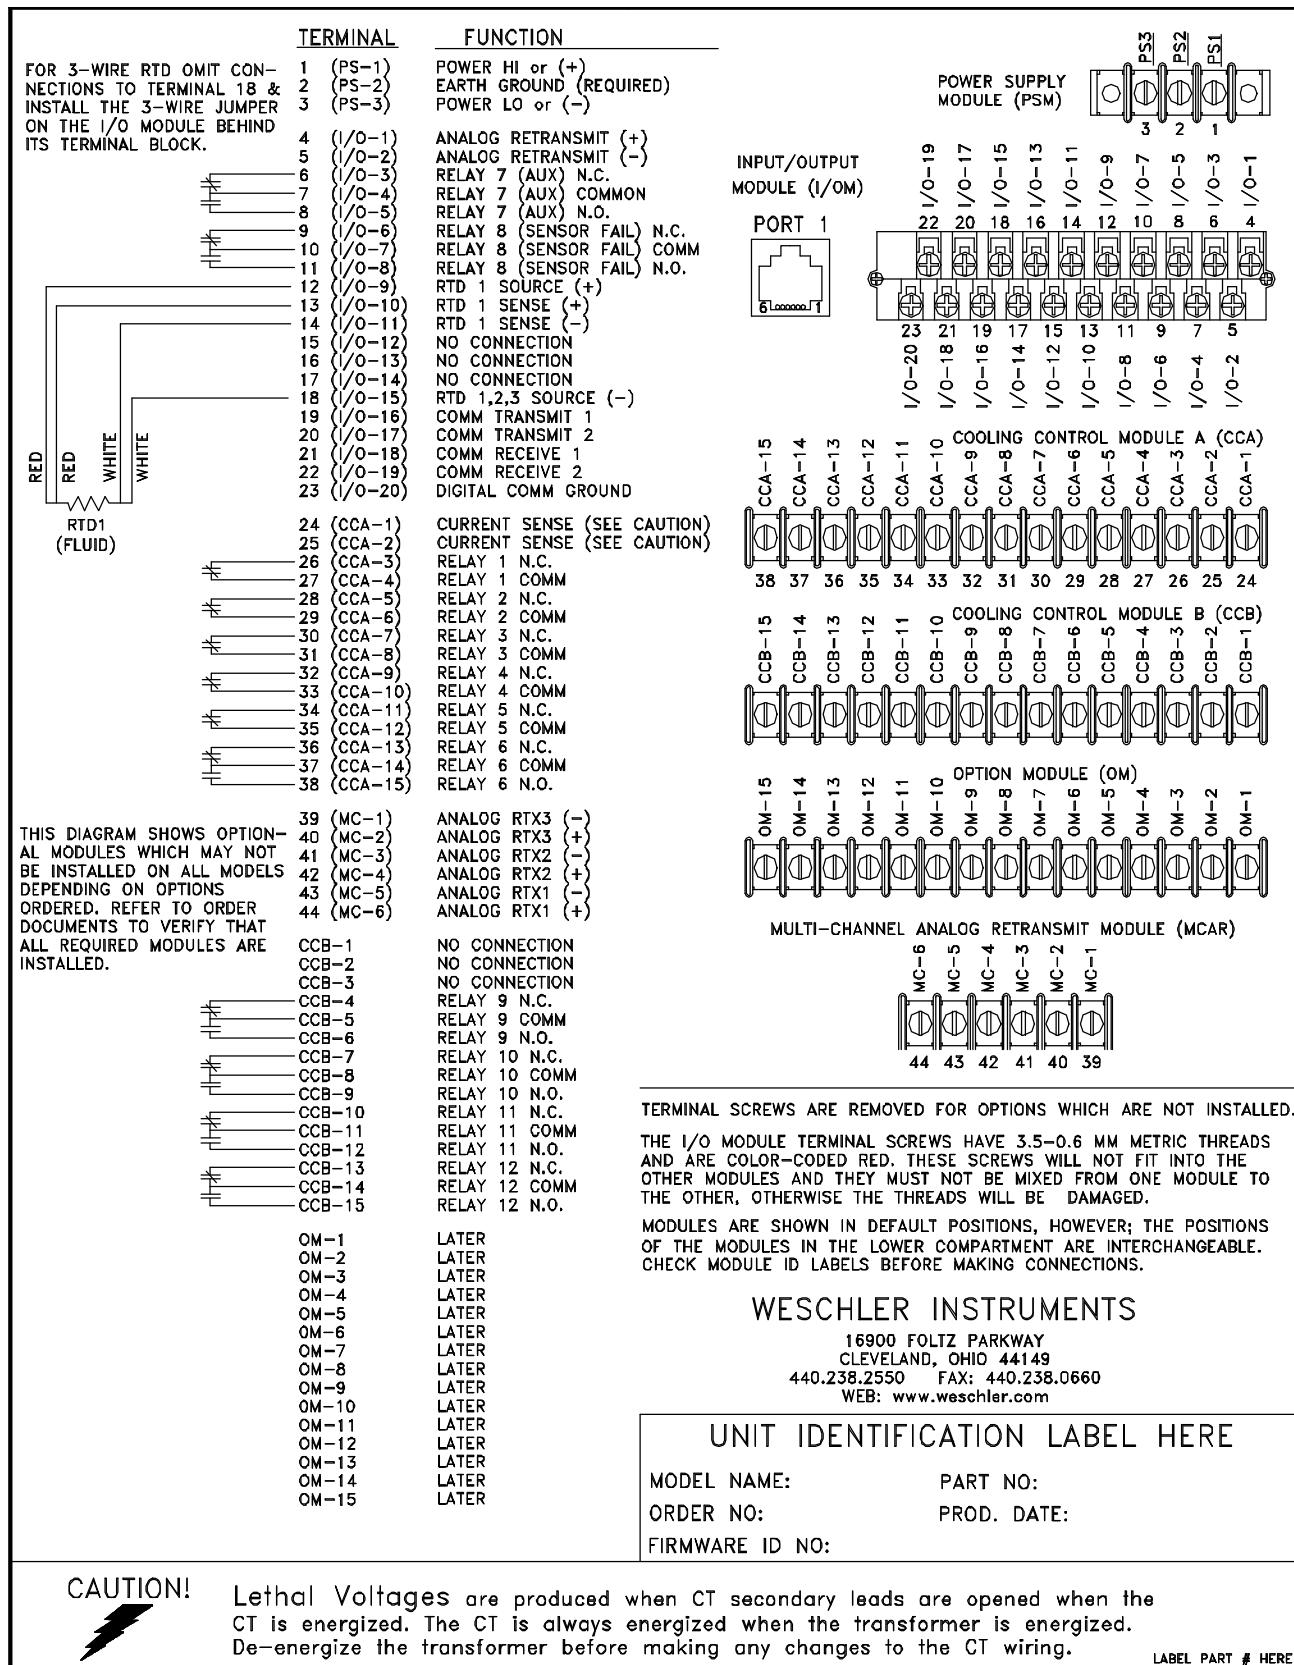 TERMINAL FUNCTION
FOR 3-WIRE RTD OMIT CON-
NECTIONS TO TERMINAL 18 &
INSTALL THE 3-WIRE JUMPER
ON THE I/O MODULE BEHIND
ITS TERMINAL BLOCK.
1 (PS-1) POWER HI or (+)
2 (PS-2) EARTH GROUND (REQUIRED)
3 (PS-3) POWER LO or (-)
4 (I/O-1) ANALOG RETRANSMIT (+)
5 (I/O-2) ANALOG RETRANSMIT (-)
6 (I/O-3) RELAY 7 (AUX) N.C.
7 (I/O-4) RELAY 7 (AUX) COMMON
8 (I/O-5) RELAY 7 (AUX) N.O.
9 (I/O-6) RELAY 8 (SENSOR FAIL) N.C.
10 (I/O-7) RELAY 8 (SENSOR FAIL) COMM
11 (I/O-8) RELAY 8 (SENSOR FAIL) N.O.
12 (I/O-9) RTD 1 SOURCE (+)
13 (I/O-10) RTD 1 SENSE (+)
14 (I/O-11) RTD 1 SENSE (-)
15 (I/O-12) NO CONNECTION
16 (I/O-13) NO CONNECTION
17 (I/O-14) NO CONNECTION
18 (I/O-15) RTD 1,2,3 SOURCE (-)
19 (I/O-16) COMM TRANSMIT 1
20 (I/O-17) COMM TRANSMIT 2
21 (I/O-18) COMM RECEIVE 1
22 (I/O-19) COMM RECEIVE 2
23 (I/O-20) DIGITAL COMM GROUND
RED RED WHITE WHITE
RTD1
(FLUID)
24 (CCA-1) CURRENT SENSE (SEE CAUTION)
25 (CCA-2) CURRENT SENSE (SEE CAUTION)
26 (CCA-3) RELAY 1 N.C.
27 (CCA-4) RELAY 1 COMM
28 (CCA-5) RELAY 2 N.C.
29 (CCA-6) RELAY 2 COMM
30 (CCA-7) RELAY 3 N.C.
31 (CCA-8) RELAY 3 COMM
32 (CCA-9) RELAY 4 N.C.
33 (CCA-10) RELAY 4 COMM
34 (CCA-11) RELAY 5 N.C.
35 (CCA-12) RELAY 5 COMM
36 (CCA-13) RELAY 6 N.C.
37 (CCA-14) RELAY 6 COMM
38 (CCA-15) RELAY 6 N.O.
THIS DIAGRAM SHOWS OPTION-
AL MODULES WHICH MAY NOT
BE INSTALLED ON ALL MODELS
DEPENDING ON OPTIONS
ORDERED. REFER TO ORDER
DOCUMENTS TO VERIFY THAT
ALL REQUIRED MODULES ARE
INSTALLED.
39 (MC-1) ANALOG RTX3 (-)
40 (MC-2) ANALOG RTX3 (+)
41 (MC-3) ANALOG RTX2 (-)
42 (MC-4) ANALOG RTX2 (+)
43 (MC-5) ANALOG RTX1 (-)
44 (MC-6) ANALOG RTX1 (+)
CCB-1 NO CONNECTION
CCB-2 NO CONNECTION
CCB-3 NO CONNECTION
CCB-4 RELAY 9 N.C.
CCB-5 RELAY 9 COMM
CCB-6 RELAY 9 N.O.
CCB-7 RELAY 10 N.C.
CCB-8 RELAY 10 COMM
CCB-9 RELAY 10 N.O.
CCB-10 RELAY 11 N.C.
CCB-11 RELAY 11 COMM
CCB-12 RELAY 11 N.O.
CCB-13 RELAY 12 N.C.
CCB-14 RELAY 12 COMM
CCB-15 RELAY 12 N.O.
OM-1 LATER
OM-2 LATER
OM-3 LATER
OM-4 LATER
OM-5 LATER
OM-6 LATER
OM-7 LATER
OM-8 LATER
OM-9 LATER
OM-10 LATER
OM-11 LATER
OM-12 LATER
OM-13 LATER
OM-14 LATER
OM-15 LATER
POWER SUPPLY
MODULE (PSM)
PS3 PS2 PS1
3 2 1
INPUT/OUTPUT
MODULE (I/OM)
PORT 1
6 1
I/O-19 I/O-17 I/O-15 I/O-13 I/O-11 I/O-9 I/O-7 I/O-5 I/O-3 I/O-1
22 20 18 16 14 12 10 8 6 4
23 21 19 17 15 13 11 9 7 5
I/O-20 I/O-18 I/O-16 I/O-14 I/O-12 I/O-10 I/O-8 I/O-6 I/O-4 I/O-2
COOLING CONTROL MODULE A (CCA)
CCA-15 CCA-14 CCA-13 CCA-12 CCA-11 CCA-10 CCA-9 CCA-8 CCA-7 CCA-6 CCA-5 CCA-4 CCA-3 CCA-2 CCA-1
38 37 36 35 34 33 32 31 30 29 28 27 26 25 24
COOLING CONTROL MODULE B (CCB)
CCB-15 CCB-14 CCB-13 CCB-12 CCB-11 CCB-10 CCB-9 CCB-8 CCB-7 CCB-6 CCB-5 CCB-4 CCB-3 CCB-2 CCB-1
OPTION MODULE (OM)
OM-15 OM-14 OM-13 OM-12 OM-11 OM-10 OM-9 OM-8 OM-7 OM-6 OM-5 OM-4 OM-3 OM-2 OM-1
MULTI-CHANNEL ANALOG RETRANSMIT MODULE (MCAR)
MC-6 MC-5 MC-4 MC-3 MC-2 MC-1
44 43 42 41 40 39
TERMINAL SCREWS ARE REMOVED FOR OPTIONS WHICH ARE NOT INSTALLED.
THE I/O MODULE TERMINAL SCREWS HAVE 3.5-0.6 MM METRIC THREADS
AND ARE COLOR-CODED RED. THESE SCREWS WILL NOT FIT INTO THE
OTHER MODULES AND THEY MUST NOT BE MIXED FROM ONE MODULE TO
THE OTHER, OTHERWISE THE THREADS WILL BE DAMAGED.
MODULES ARE SHOWN IN DEFAULT POSITIONS, HOWEVER; THE POSITIONS
OF THE MODULES IN THE LOWER COMPARTMENT ARE INTERCHANGEABLE.
CHECK MODULE ID LABELS BEFORE MAKING CONNECTIONS.
WESCHLER INSTRUMENTS
16900 FOLTZ PARKWAY
CLEVELAND, OHIO 44149
440.238.2550 FAX: 440.238.0660
WEB: www.weschler.com
UNIT IDENTIFICATION LABEL HERE
MODEL NAME: PART NO:
ORDER NO: PROD. DATE:
FIRMWARE ID NO:
CAUTION!
Lethal Voltages are produced when CT secondary leads are opened when the
CT is energized. The CT is always energized when the transformer is energized.
De-energize the transformer before making any changes to the CT wiring.
LABEL PART # HERE